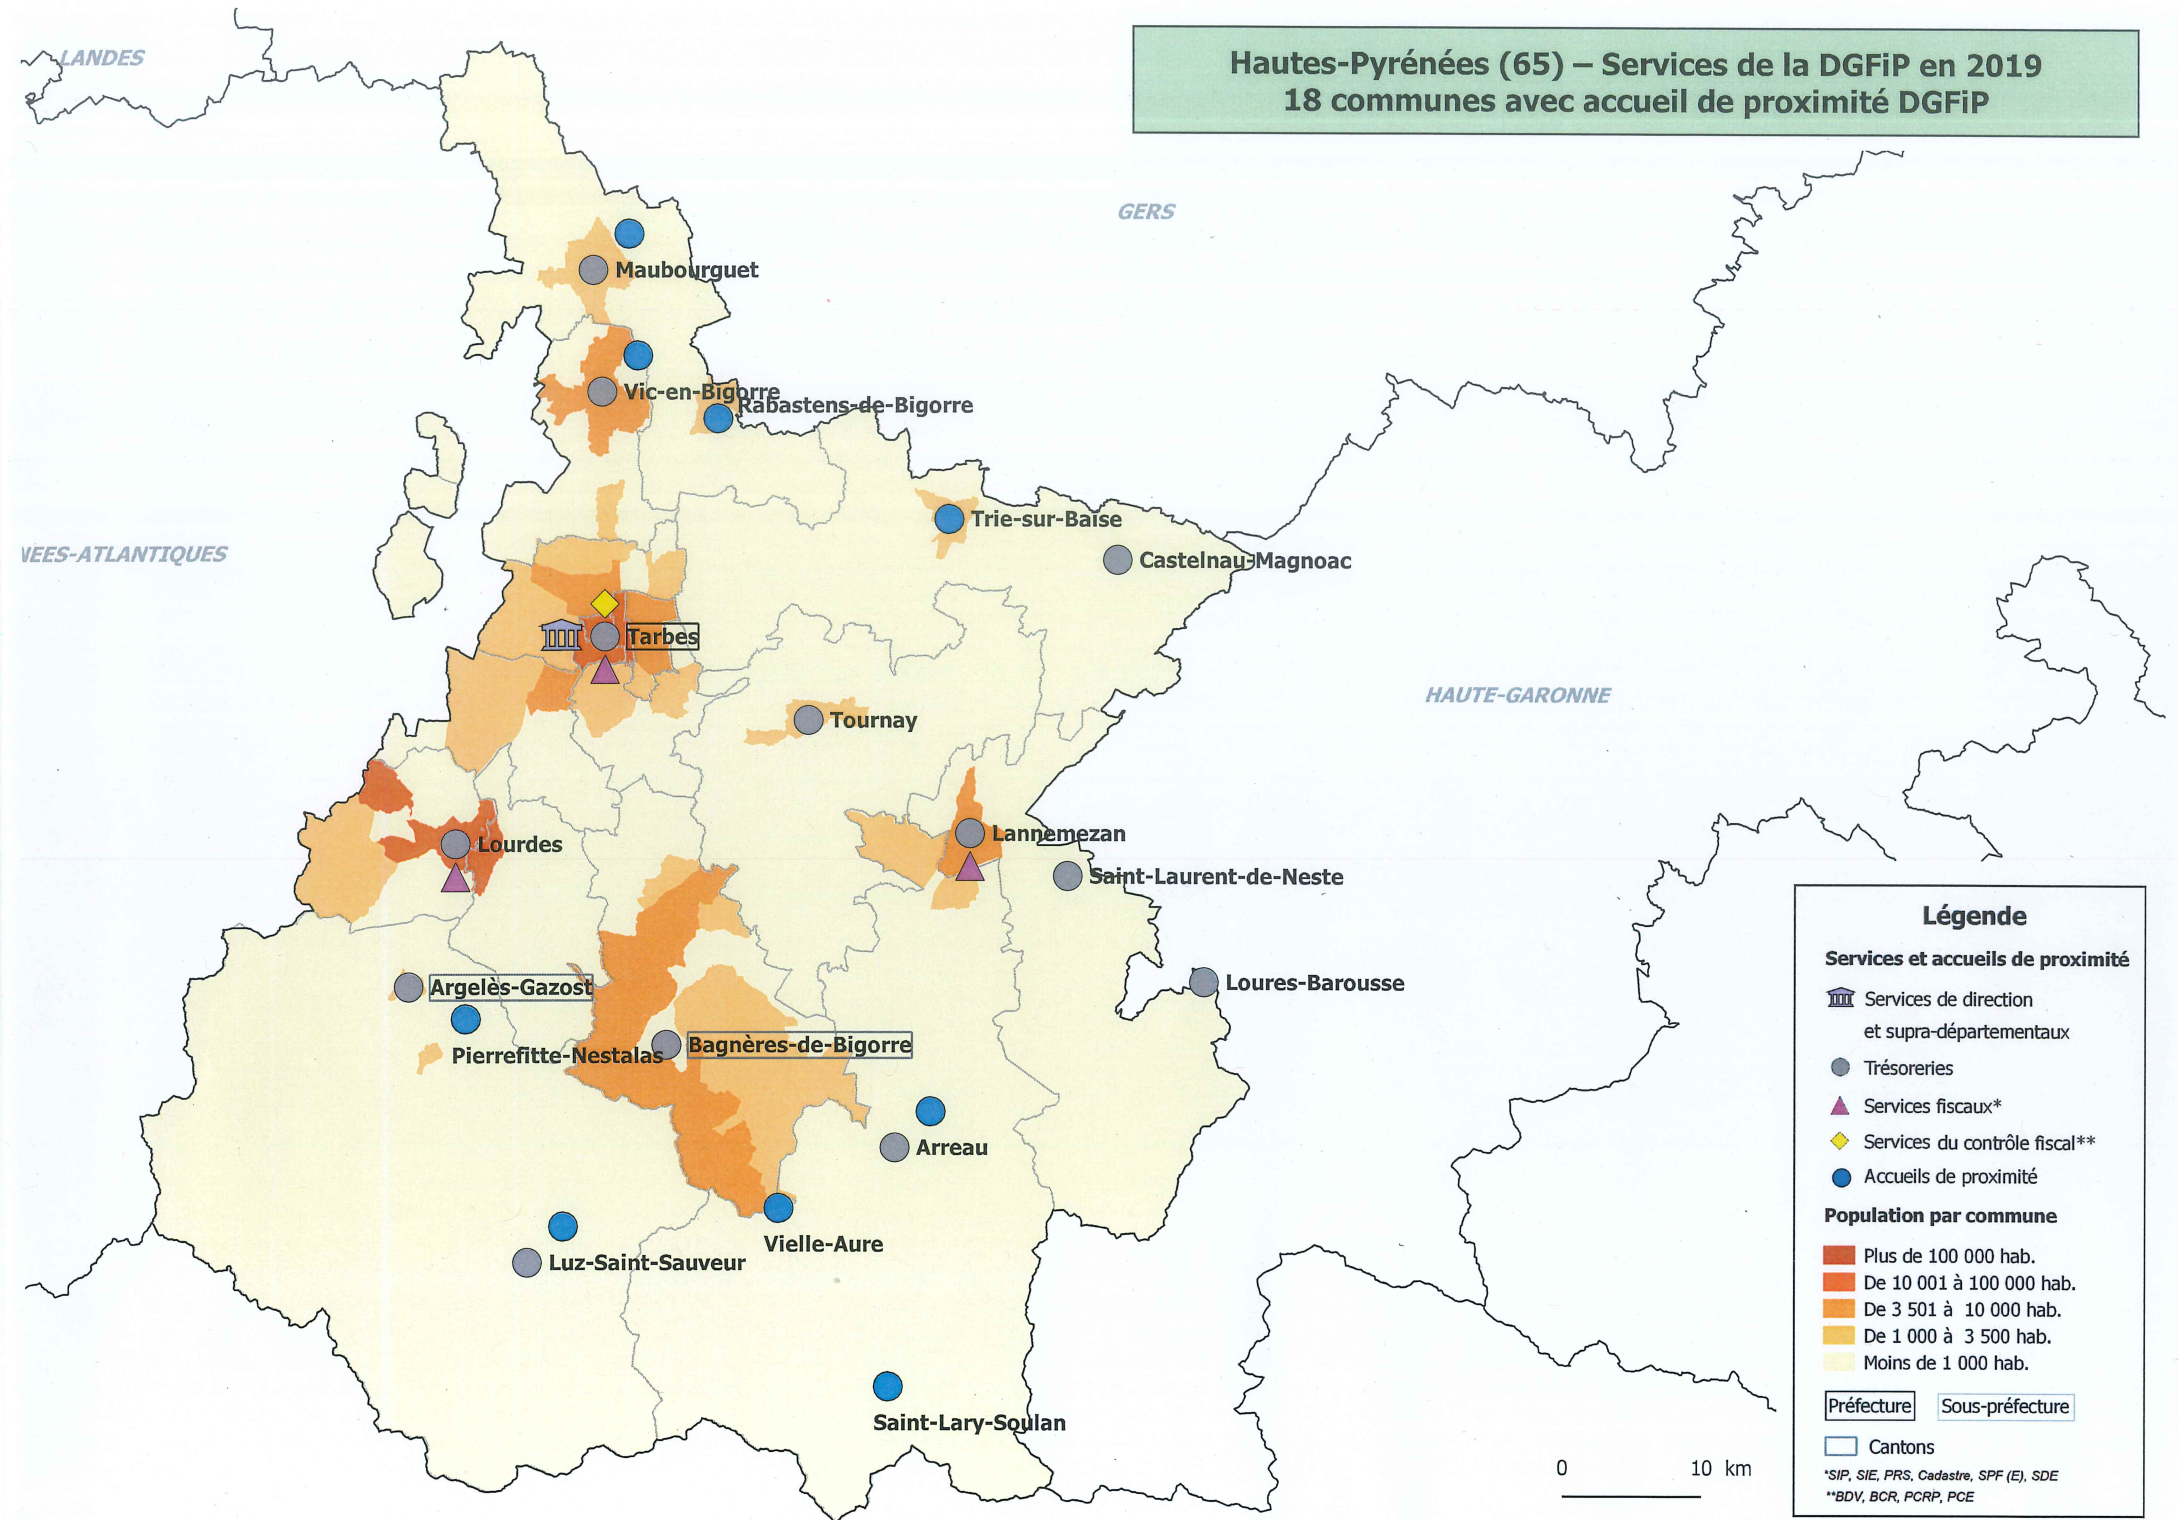 LANDES
Hautes-Pyrénées (65) – Services de la DGFiP en 2019
18 communes avec accueil de proximité DGFiP
GERS
Maubourguet
Vic-en-Bigorre
Rabastens-de-Bigorre
Trie-sur-Baïse
NEES-ATLANTIQUES
Castelnau-Magnoac
Tarbes
HAUTE-GARONNE
Tournay
Lannemezan
Lourdes
Saint-Laurent-de-Neste
Argelès-Gazost
Loures-Barousse
Pierrefitte-Nestalas
Bagnères-de-Bigorre
Arreau
Vielle-Aure
Luz-Saint-Sauveur
Saint-Lary-Soulan
Légende
Services et accueils de proximité
Services de direction
et supra-départementaux
Trésoreries
Services fiscaux*
Services du contrôle fiscal**
Accueils de proximité
Population par commune
Plus de 100 000 hab.
De 10 001 à 100 000 hab.
De 3 501 à 10 000 hab.
De 1 000 à 3 500 hab.
Moins de 1 000 hab.
Préfecture Sous-préfecture
Cantons
*SIP, SIE, PRS, Cadastre, SPF (E), SDE
**BDV, BCR, PCRP, PCE
0 10 km